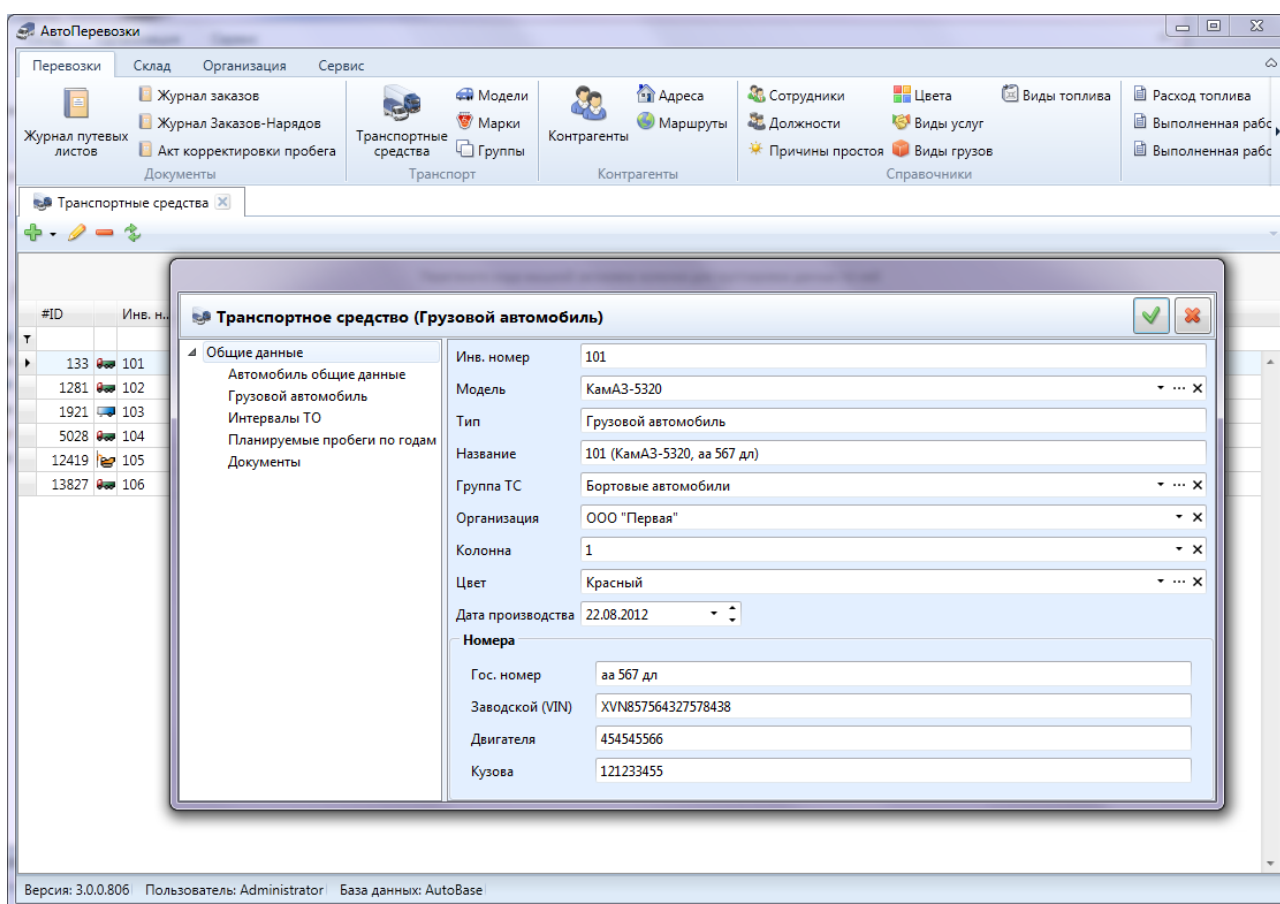 АвтоПеревозки
Перевозки Склад Организация Сервис
Журнал путевых листов
Журнал заказов
Журнал Заказов-Нарядов
Акт корректировки пробега
Документы
Транспортные средства
Модели
Марки
Группы
Транспорт
Контрагенты
Адреса
Маршруты
Контрагенты
Сотрудники
Должности
Причины простоя
Цвета
Виды услуг
Виды грузов
Виды топлива
Справочники
Расход топлива
Выполненная рабс
Выполненная рабс
Транспортные средства
#ID Инв. н..
133 101
1281 102
1921 103
5028 104
12419 105
13827 106
Транспортное средство (Грузовой автомобиль)
Общие данные
Автомобиль общие данные
Грузовой автомобиль
Интервалы ТО
Планируемые пробеги по годам
Документы
Инв. номер 101
Модель КамАЗ-5320
Тип Грузовой автомобиль
Название 101 (КамАЗ-5320, аа 567 дл)
Группа ТС Бортовые автомобили
Организация ООО "Первая"
Колонна 1
Цвет Красный
Дата производства 22.08.2012
Номера
Гос. номер аа 567 дл
Заводской (VIN) XVN857564327578438
Двигателя 454545566
Кузова 121233455
Версия: 3.0.0.806 Пользователь: Administrator База данных: AutoBase